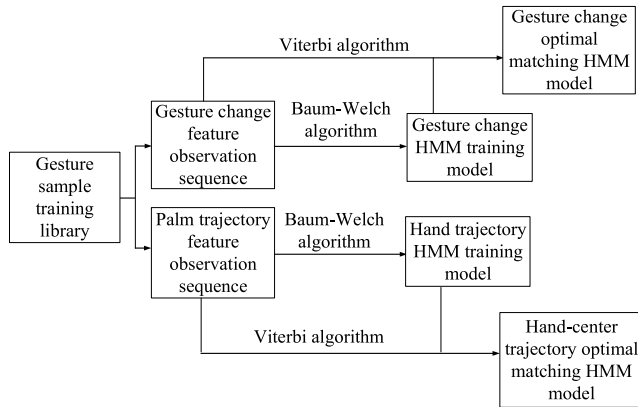 Viterbi algorithm
Gesture change
optimal
matching HMM
model
Gesture change
feature
observation
sequence
Baum-Welch
algorithm
Gesture change
HMM training
model
Gesture
sample
training
library
Palm trajectory
feature
observation
sequence
Baum-Welch
algorithm
Hand trajectory
HMM training
model
Viterbi algorithm
Hand-center
trajectory optimal
matching HMM
model